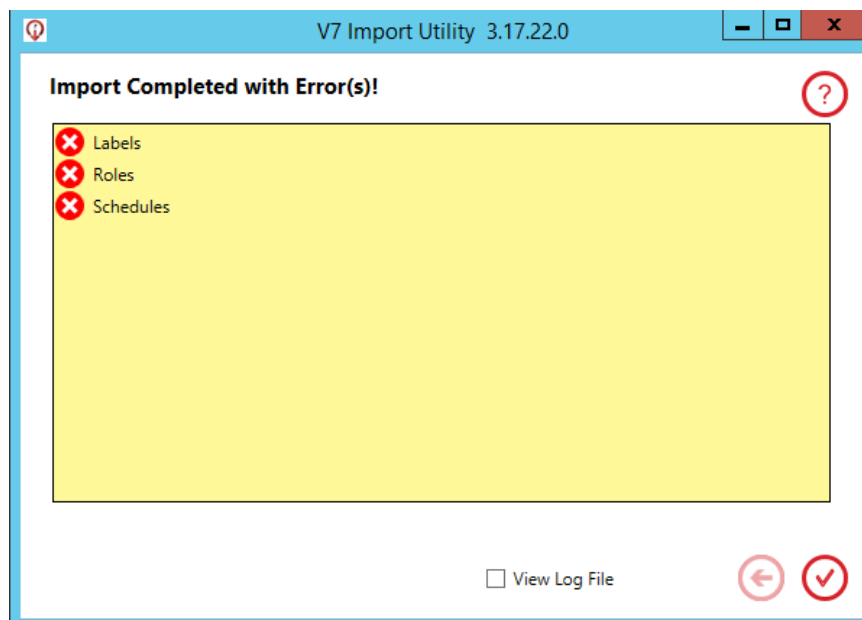 V7 Import Utility 3.17.22.0
Import Completed with Error(s)!
?
Labels
Roles
Schedules
View Log File